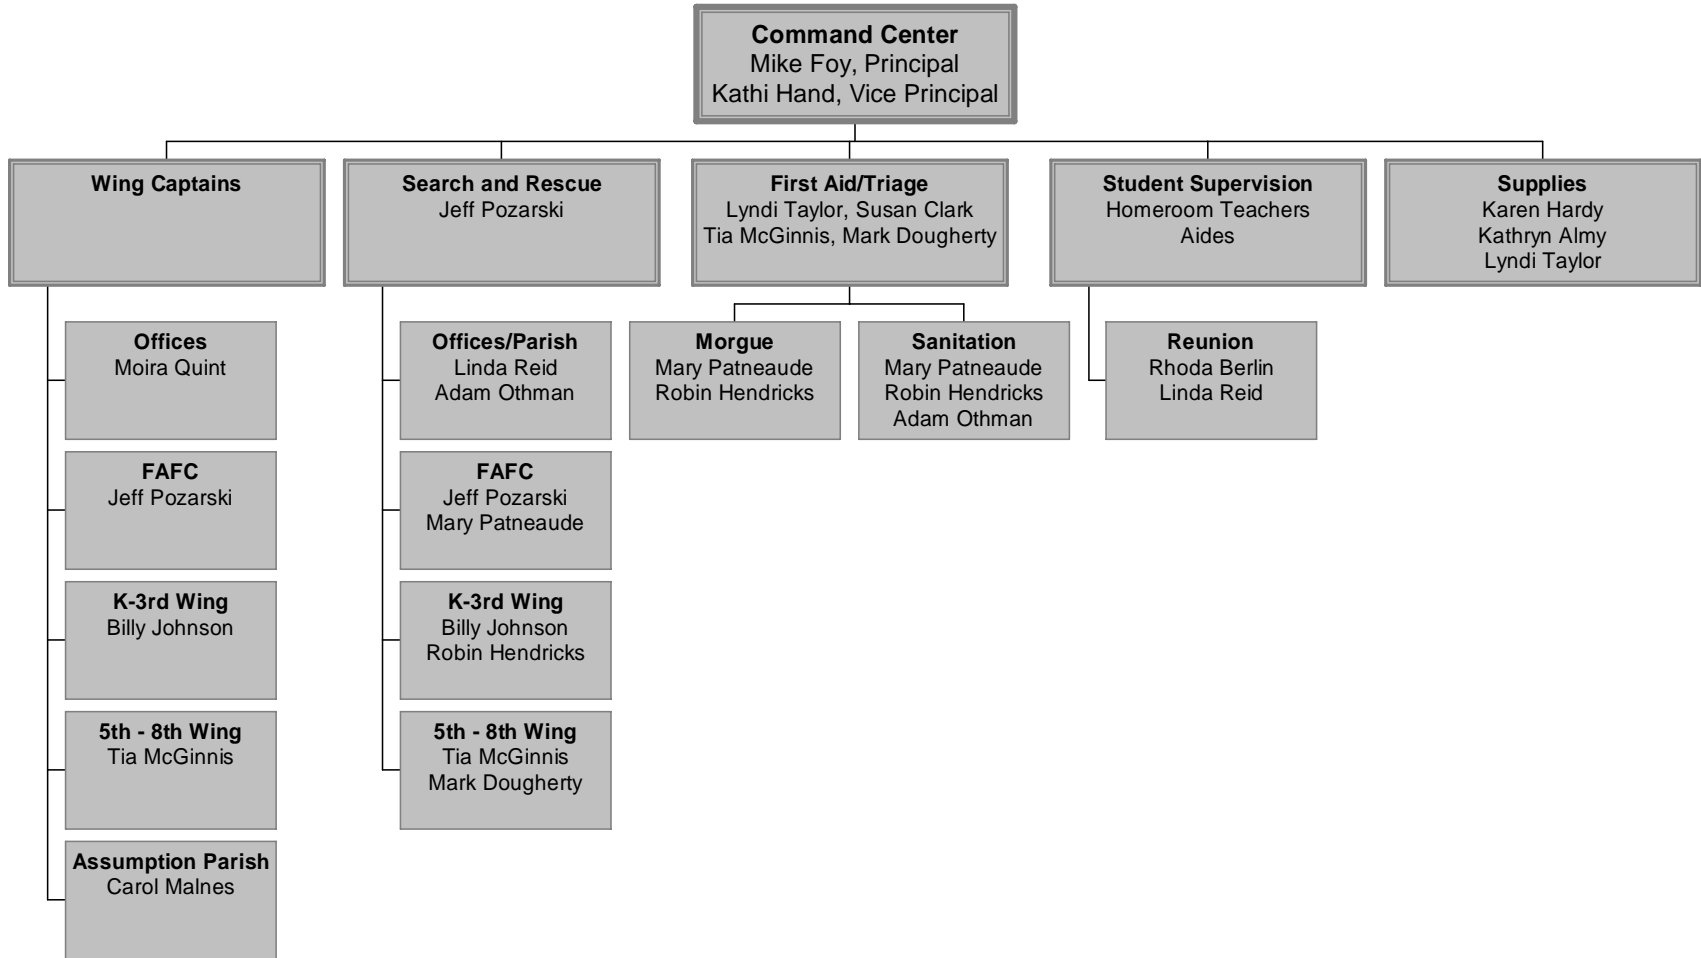 Command Center
Mike Foy, Principal
Kathi Hand, Vice Principal
Wing Captains
Search and Rescue
Jeff Pozarski
First Aid/Triage
Lyndi Taylor, Susan Clark
Tia McGinnis, Mark Dougherty
Student Supervision
Homeroom Teachers
Aides
Supplies
Karen Hardy
Kathryn Almy
Lyndi Taylor
Offices
Moira Quint
Offices/Parish
Linda Reid
Adam Othman
Morgue
Mary Patneaude
Robin Hendricks
Sanitation
Mary Patneaude
Robin Hendricks
Adam Othman
Reunion
Rhoda Berlin
Linda Reid
FAFC
Jeff Pozarski
FAFC
Jeff Pozarski
Mary Patneaude
K-3rd Wing
Billy Johnson
K-3rd Wing
Billy Johnson
Robin Hendricks
5th - 8th Wing
Tia McGinnis
5th - 8th Wing
Tia McGinnis
Mark Dougherty
Assumption Parish
Carol Malnes